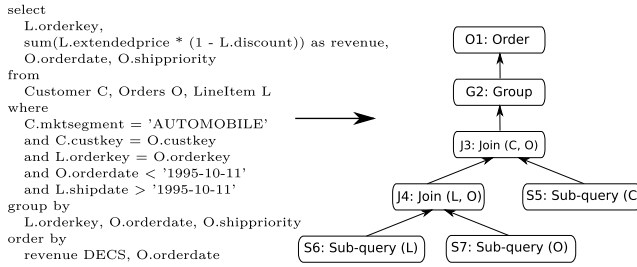 select
L.orderkey,
sum(L.extendedprice * (1 - L.discount)) as revenue,
O.orderdate, O.shippriority
from
Customer C, Orders O, LineItem L
where
C.mktsegment = 'AUTOMOBILE'
and C.custkey = O.custkey
and L.orderkey = O.orderkey
and O.orderdate < '1995-10-11'
and L.shipdate > '1995-10-11'
group by
L.orderkey, O.orderdate, O.shippriority
order by
revenue DECS, O.orderdate
O1: Order
G2: Group
J3: Join (C, O)
J4: Join (L, O)
S5: Sub-query (C
S6: Sub-query (L)
S7: Sub-query (O)